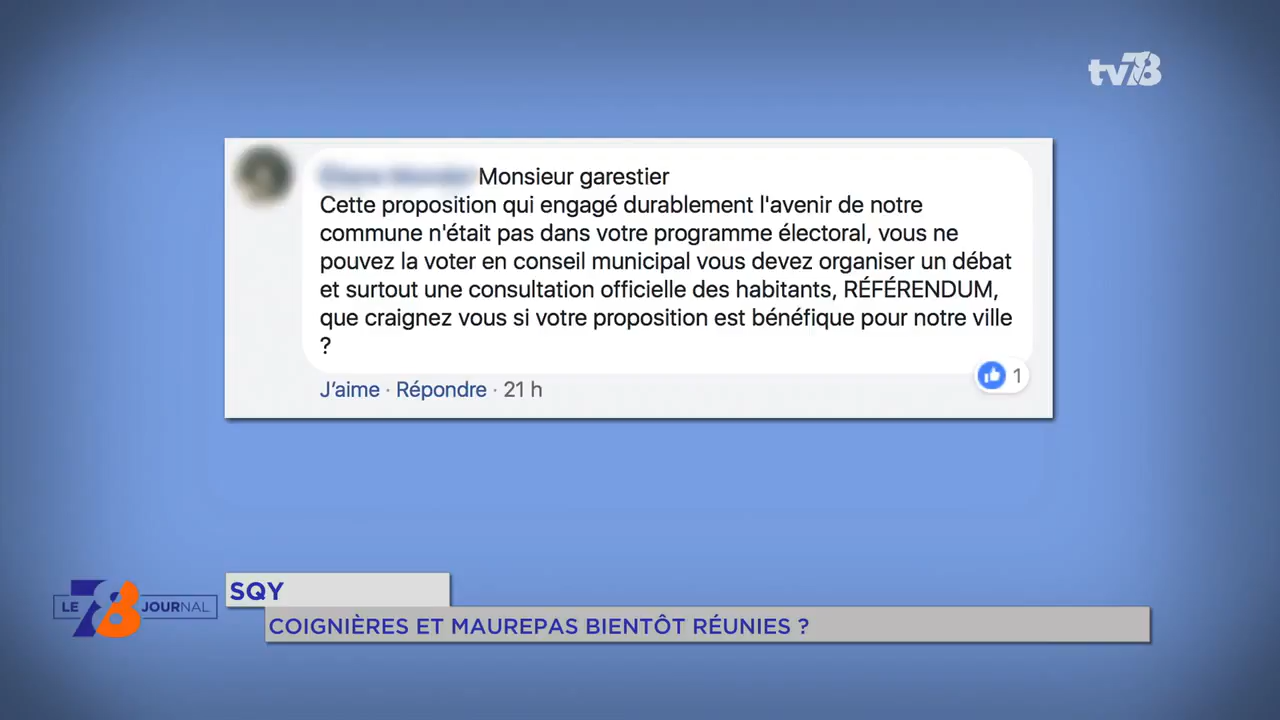 tv78
Monsieur garestier
Cette proposition qui engagé durablement l'avenir de notre
commune n'était pas dans votre programme électoral, vous ne
pouvez la voter en conseil municipal vous devez organiser un débat
et surtout une consultation officielle des habitants, RÉFÉRENDUM,
que craignez vous si votre proposition est bénéfique pour notre ville
?
J'aime · Répondre · 21 h
1
SQY
LE 78 JOURNAL
COIGNIÈRES ET MAUREPAS BIENTÔT RÉUNIES ?